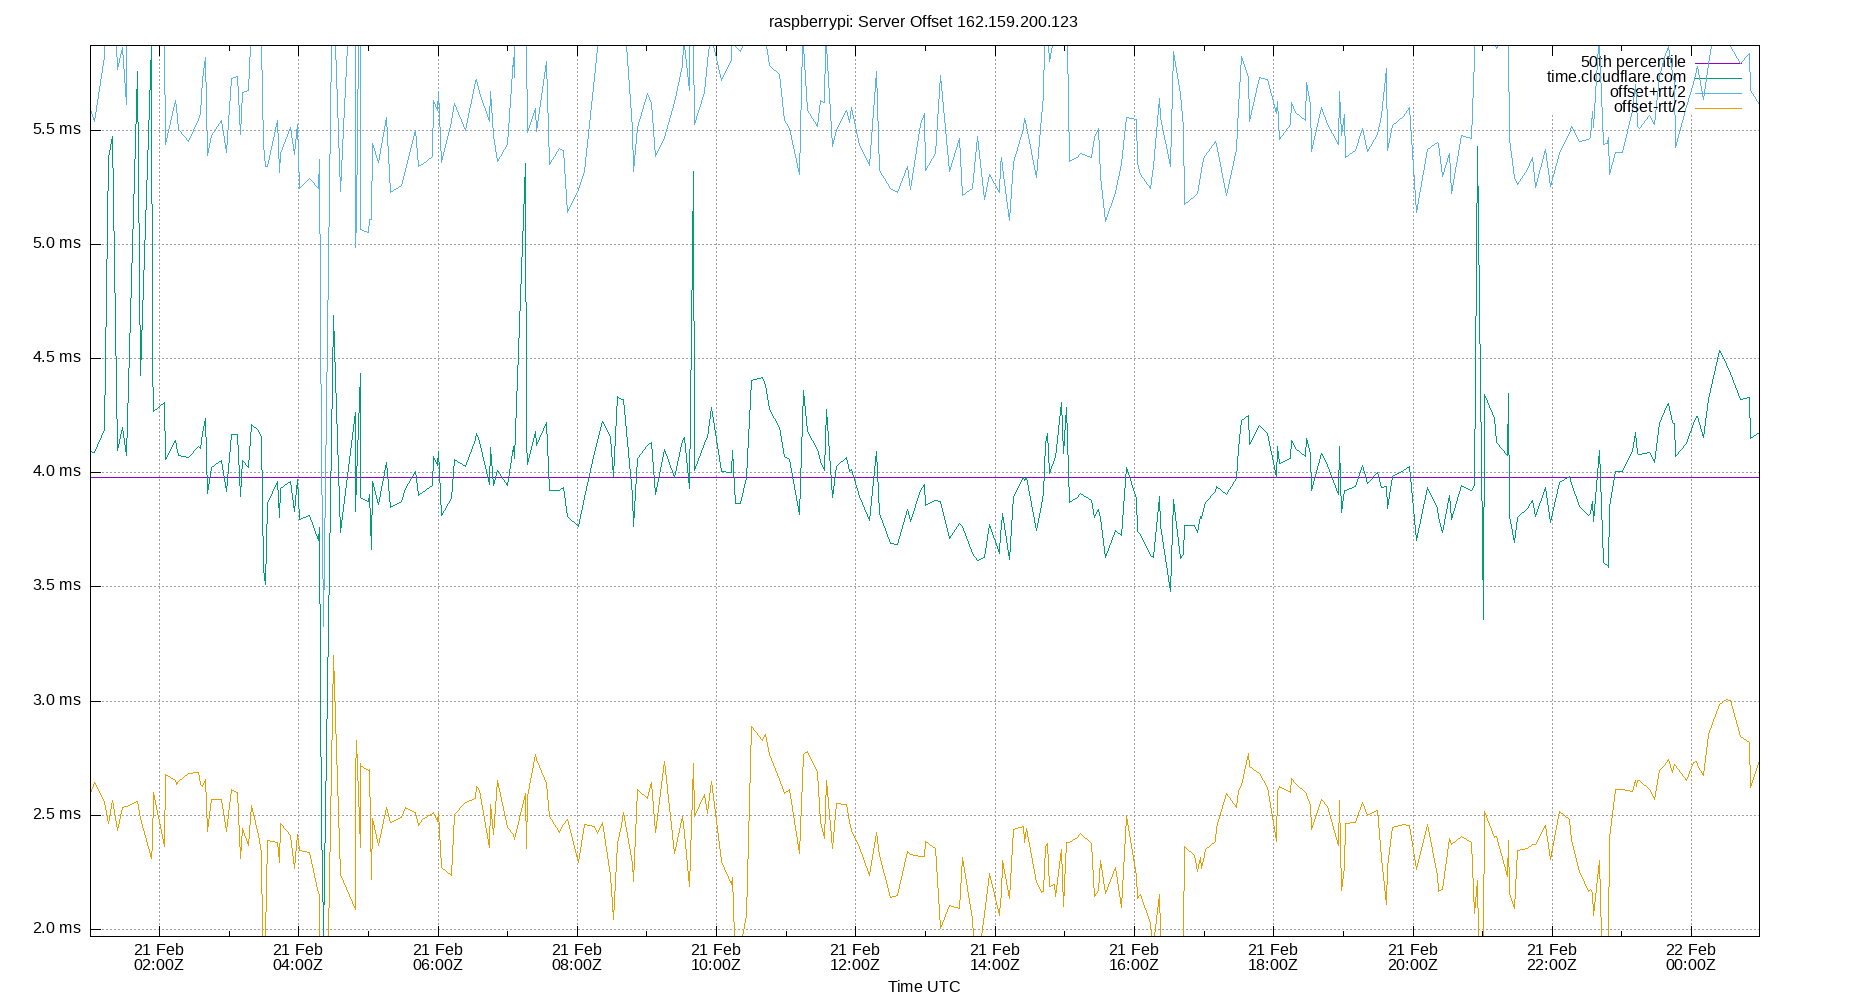 raspberrypi: Server Offset 162.159.200.123
50th percentile
time.cloudflare.com
offset+rtt/2
offset-rtt/2
5.5 ms
5.0 ms
4.5 ms
4.0 ms
3.5 ms
3.0 ms
2.5 ms
2.0 ms
21 Feb 21 Feb 21 Feb 21 Feb 21 Feb 21 Feb 21 Feb 21 Feb 21 Feb 21 Feb 21 Feb 22 Feb
02:00Z 04:00Z 06:00Z 08:00Z 10:00Z 12:00Z 14:00Z 16:00Z 18:00Z 20:00Z 22:00Z 00:00Z
Time UTC